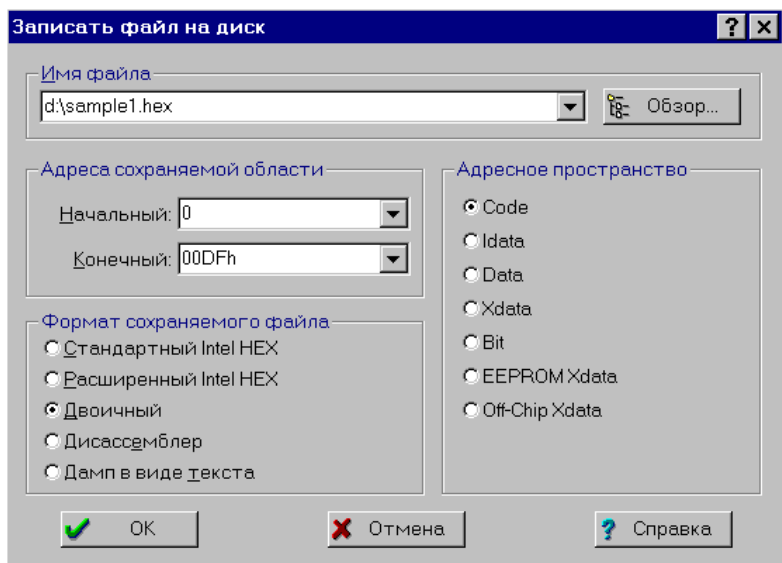 Записать файл на диск
Имя файла
d:\sample1.hex
Обзор...
Адреса сохраняемой области
Начальный: 0
Конечный: 00DFh
Формат сохраняемого файла
Стандартный Intel HEX
Расширенный Intel HEX
Двоичный
Дисассемблер
Дамп в виде текста
Адресное пространство
Code
Idata
Data
Xdata
Bit
EEPROM Xdata
Off-Chip Xdata
OK
Отмена
Справка